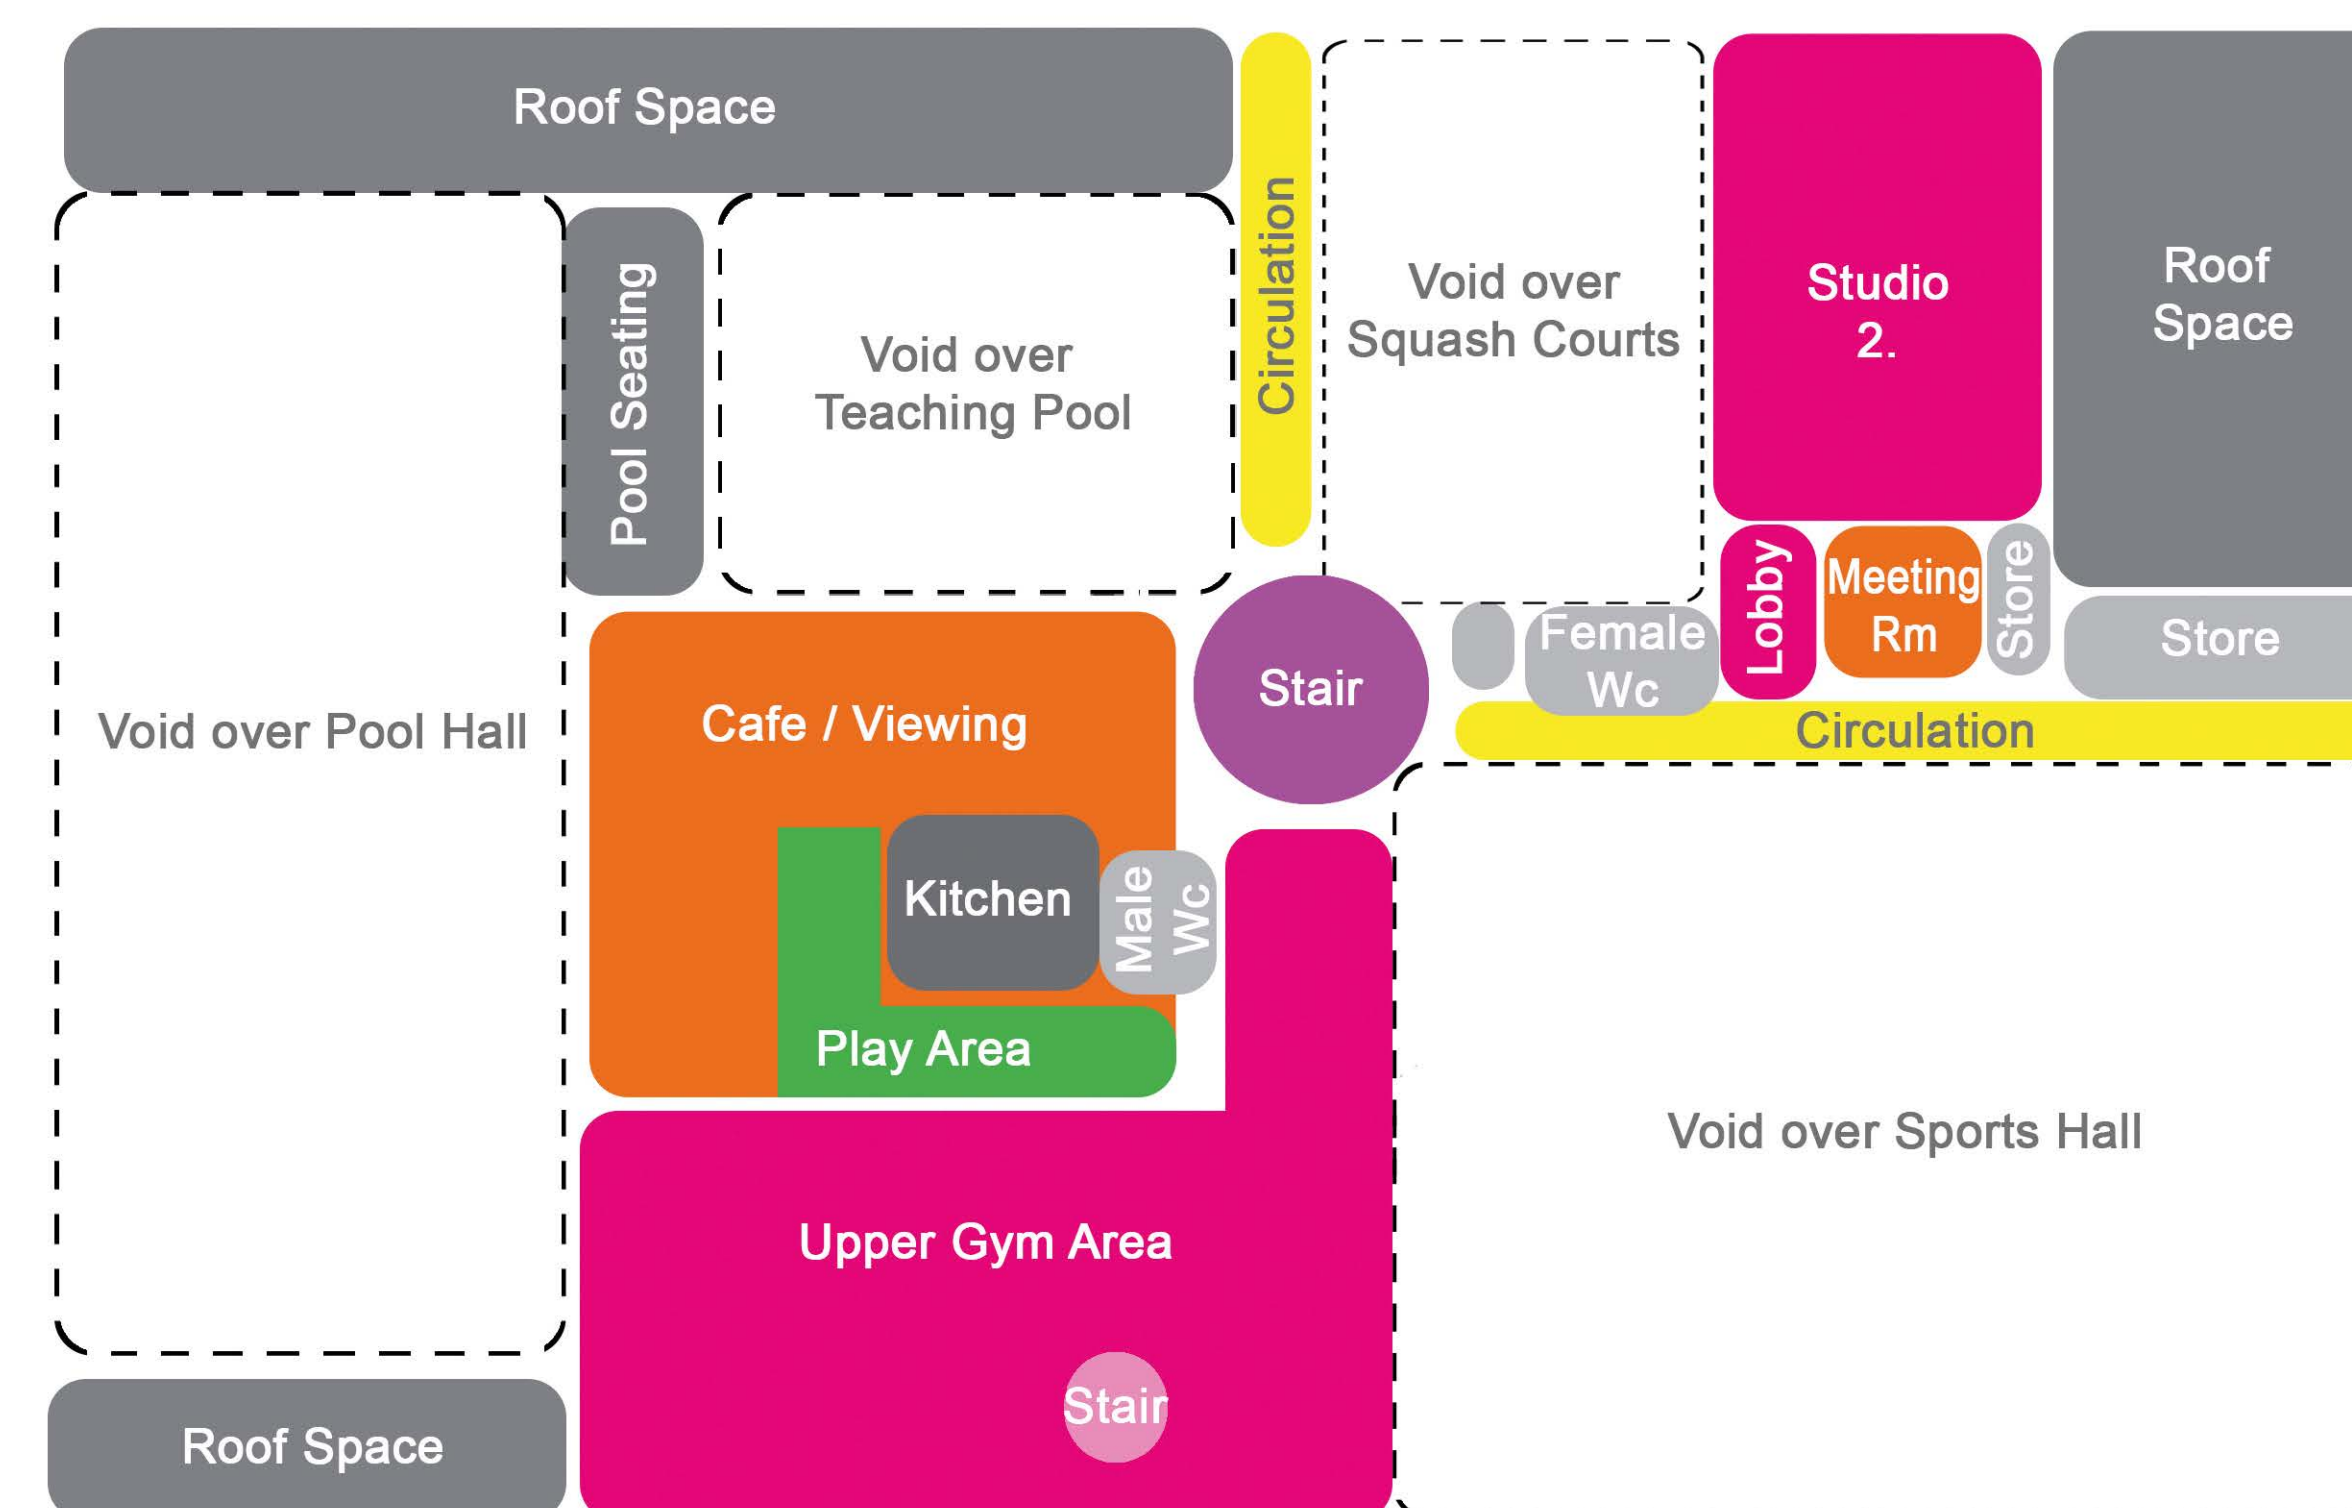 Roof Space
Circulation
Void over
Squash Courts
Studio
2.
Roof
Space
Pool Seating
Void over
Teaching Pool
Lobby
Meeting
Rm
Store
Store
Female
Wc
Stair
Circulation
Void over Pool Hall
Cafe / Viewing
Kitchen
Male
Wc
Play Area
Void over Sports Hall
Upper Gym Area
Stair
Roof Space